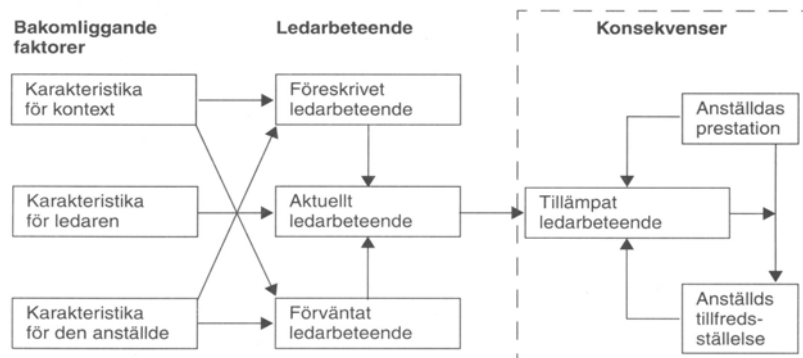 Bakomliggande
faktorer
Ledarbeteende
Konsekvenser
Karakteristika
för kontext
Föreskrivet
ledarbeteende
Anställdas
prestation
Karakteristika
för ledaren
Aktuellt
ledarbeteende
Tillämpat
ledarbeteende
Karakteristika
för den anställde
Förväntat
ledarbeteende
Anställds
tillfreds-
ställelse